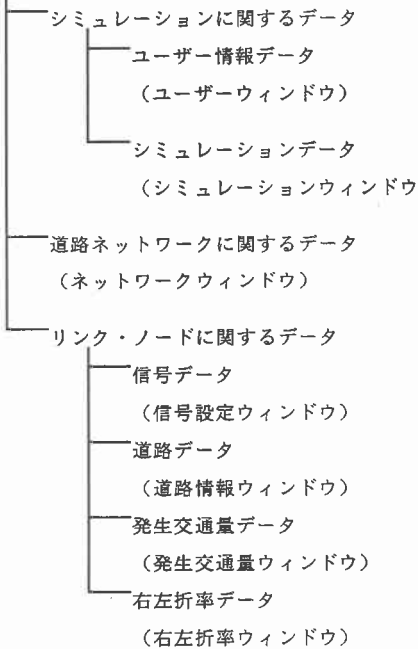 シミュレーションに関するデータ
ユーザー情報データ
（ユーザーウィンドウ）
シミュレーションデータ
（シミュレーションウィンドウ
道路ネットワークに関するデータ
（ネットワークウィンドウ）
リンク・ノードに関するデータ
信号データ
（信号設定ウィンドウ）
道路データ
（道路情報ウィンドウ）
発生交通量データ
（発生交通量ウィンドウ）
右左折率データ
（右左折率ウィンドウ）